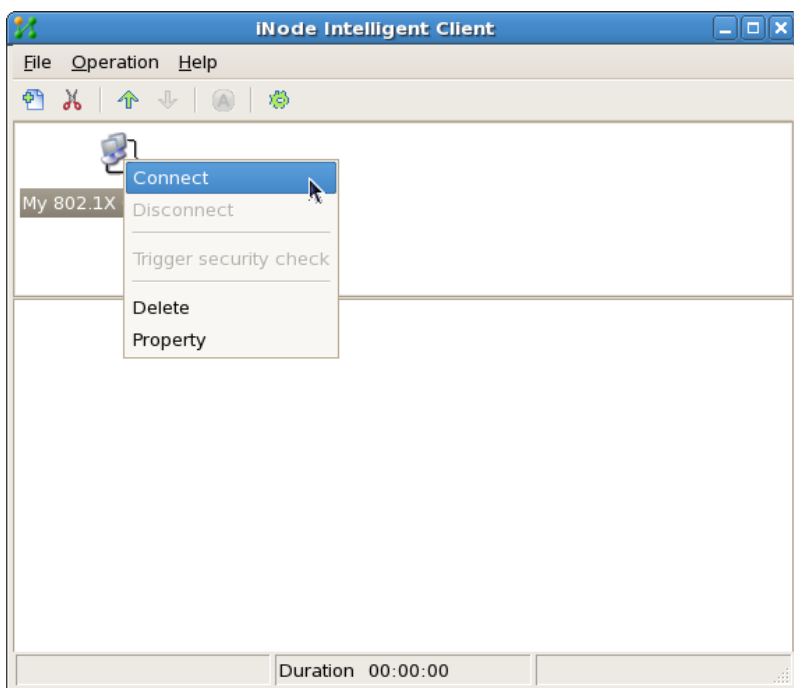 iNode Intelligent Client
File Operation Help
My 802.1X
Connect
Disconnect
Trigger security check
Delete
Property
Duration 00:00:00